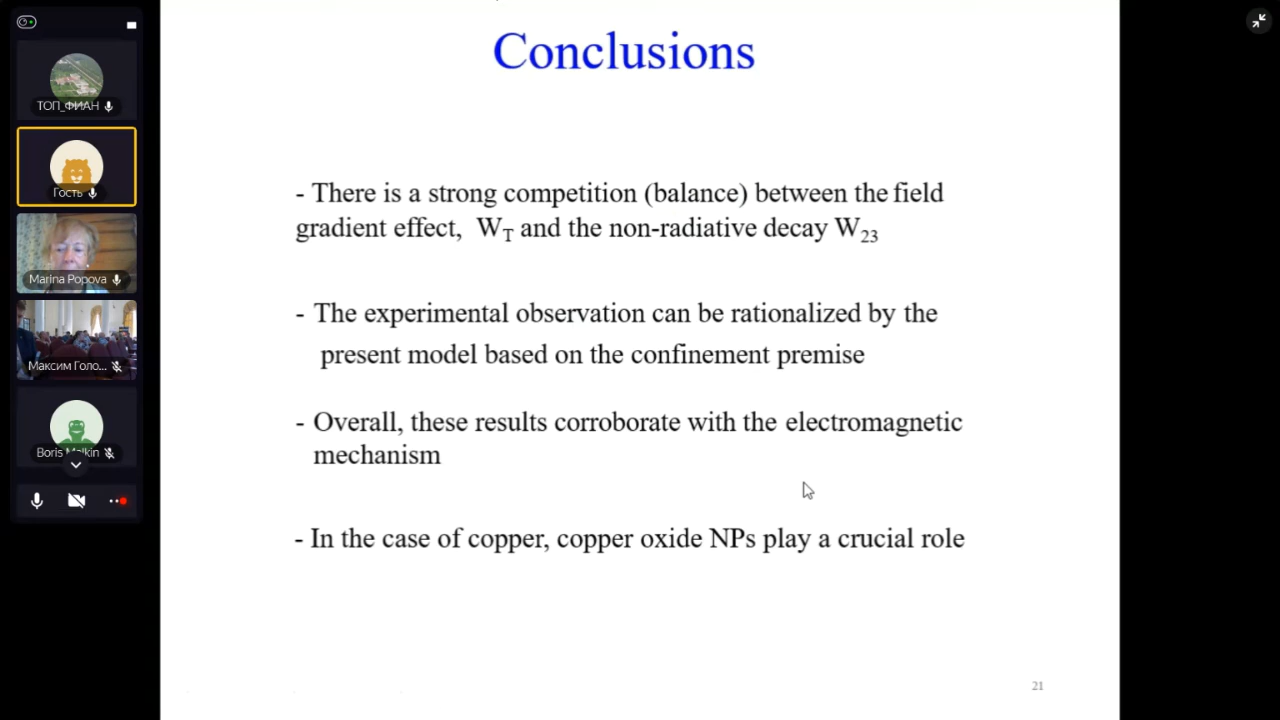 Conclusions
- There is a strong competition (balance) between the field
gradient effect, W_T and the non-radiative decay W_23
- The experimental observation can be rationalized by the
present model based on the confinement premise
- Overall, these results corroborate with the electromagnetic
mechanism
- In the case of copper, copper oxide NPs play a crucial role
21
ТОП_ФИАН
Гость
Marina Popova
Максим Голо...
Boris Malkin